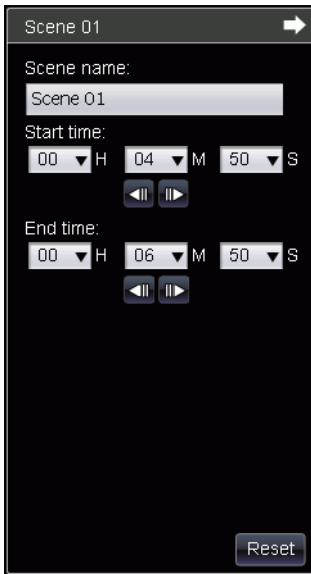 Scene 01
Scene name:
Scene 01
Start time:
00 H 04 M 50 S
End time:
00 H 06 M 50 S
Reset